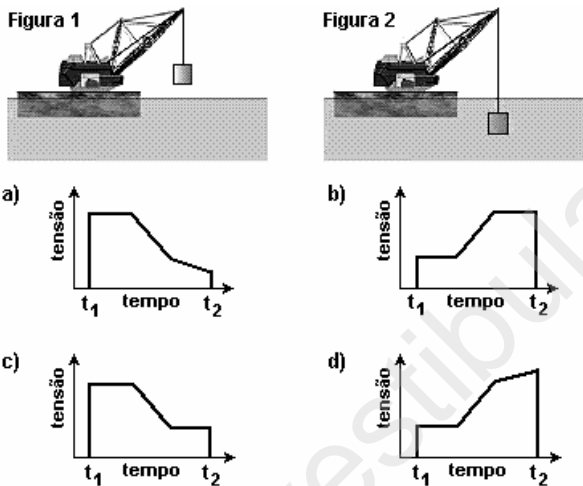 Figura 1 Figura 2
a) tensão t1 tempo t2
b) tensão t1 tempo t2
c) tensão t1 tempo t2
d) tensão t1 tempo t2